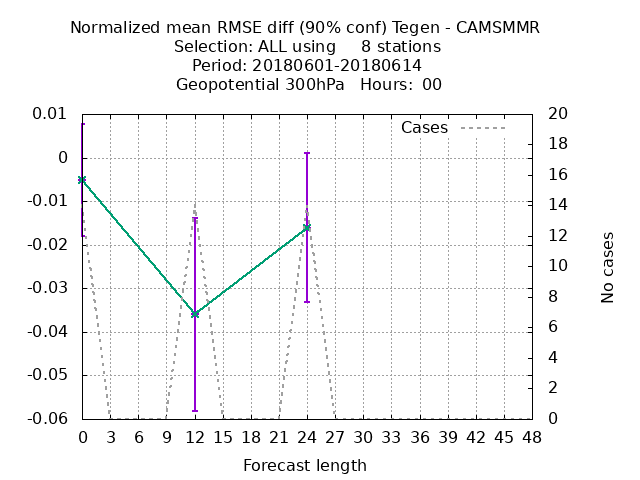 Normalized mean RMSE diff (90% conf) Tegen - CAMSMMR
Selection: ALL using 8 stations
Period: 20180601-20180614
Geopotential 300hPa Hours: 00
Cases
0.01
0
-0.01
-0.02
-0.03
-0.04
-0.05
-0.06
20
18
16
14
12
10
8
6
4
2
0
No cases
0 3 6 9 12 15 18 21 24 27 30 33 36 39 42 45 48
Forecast length